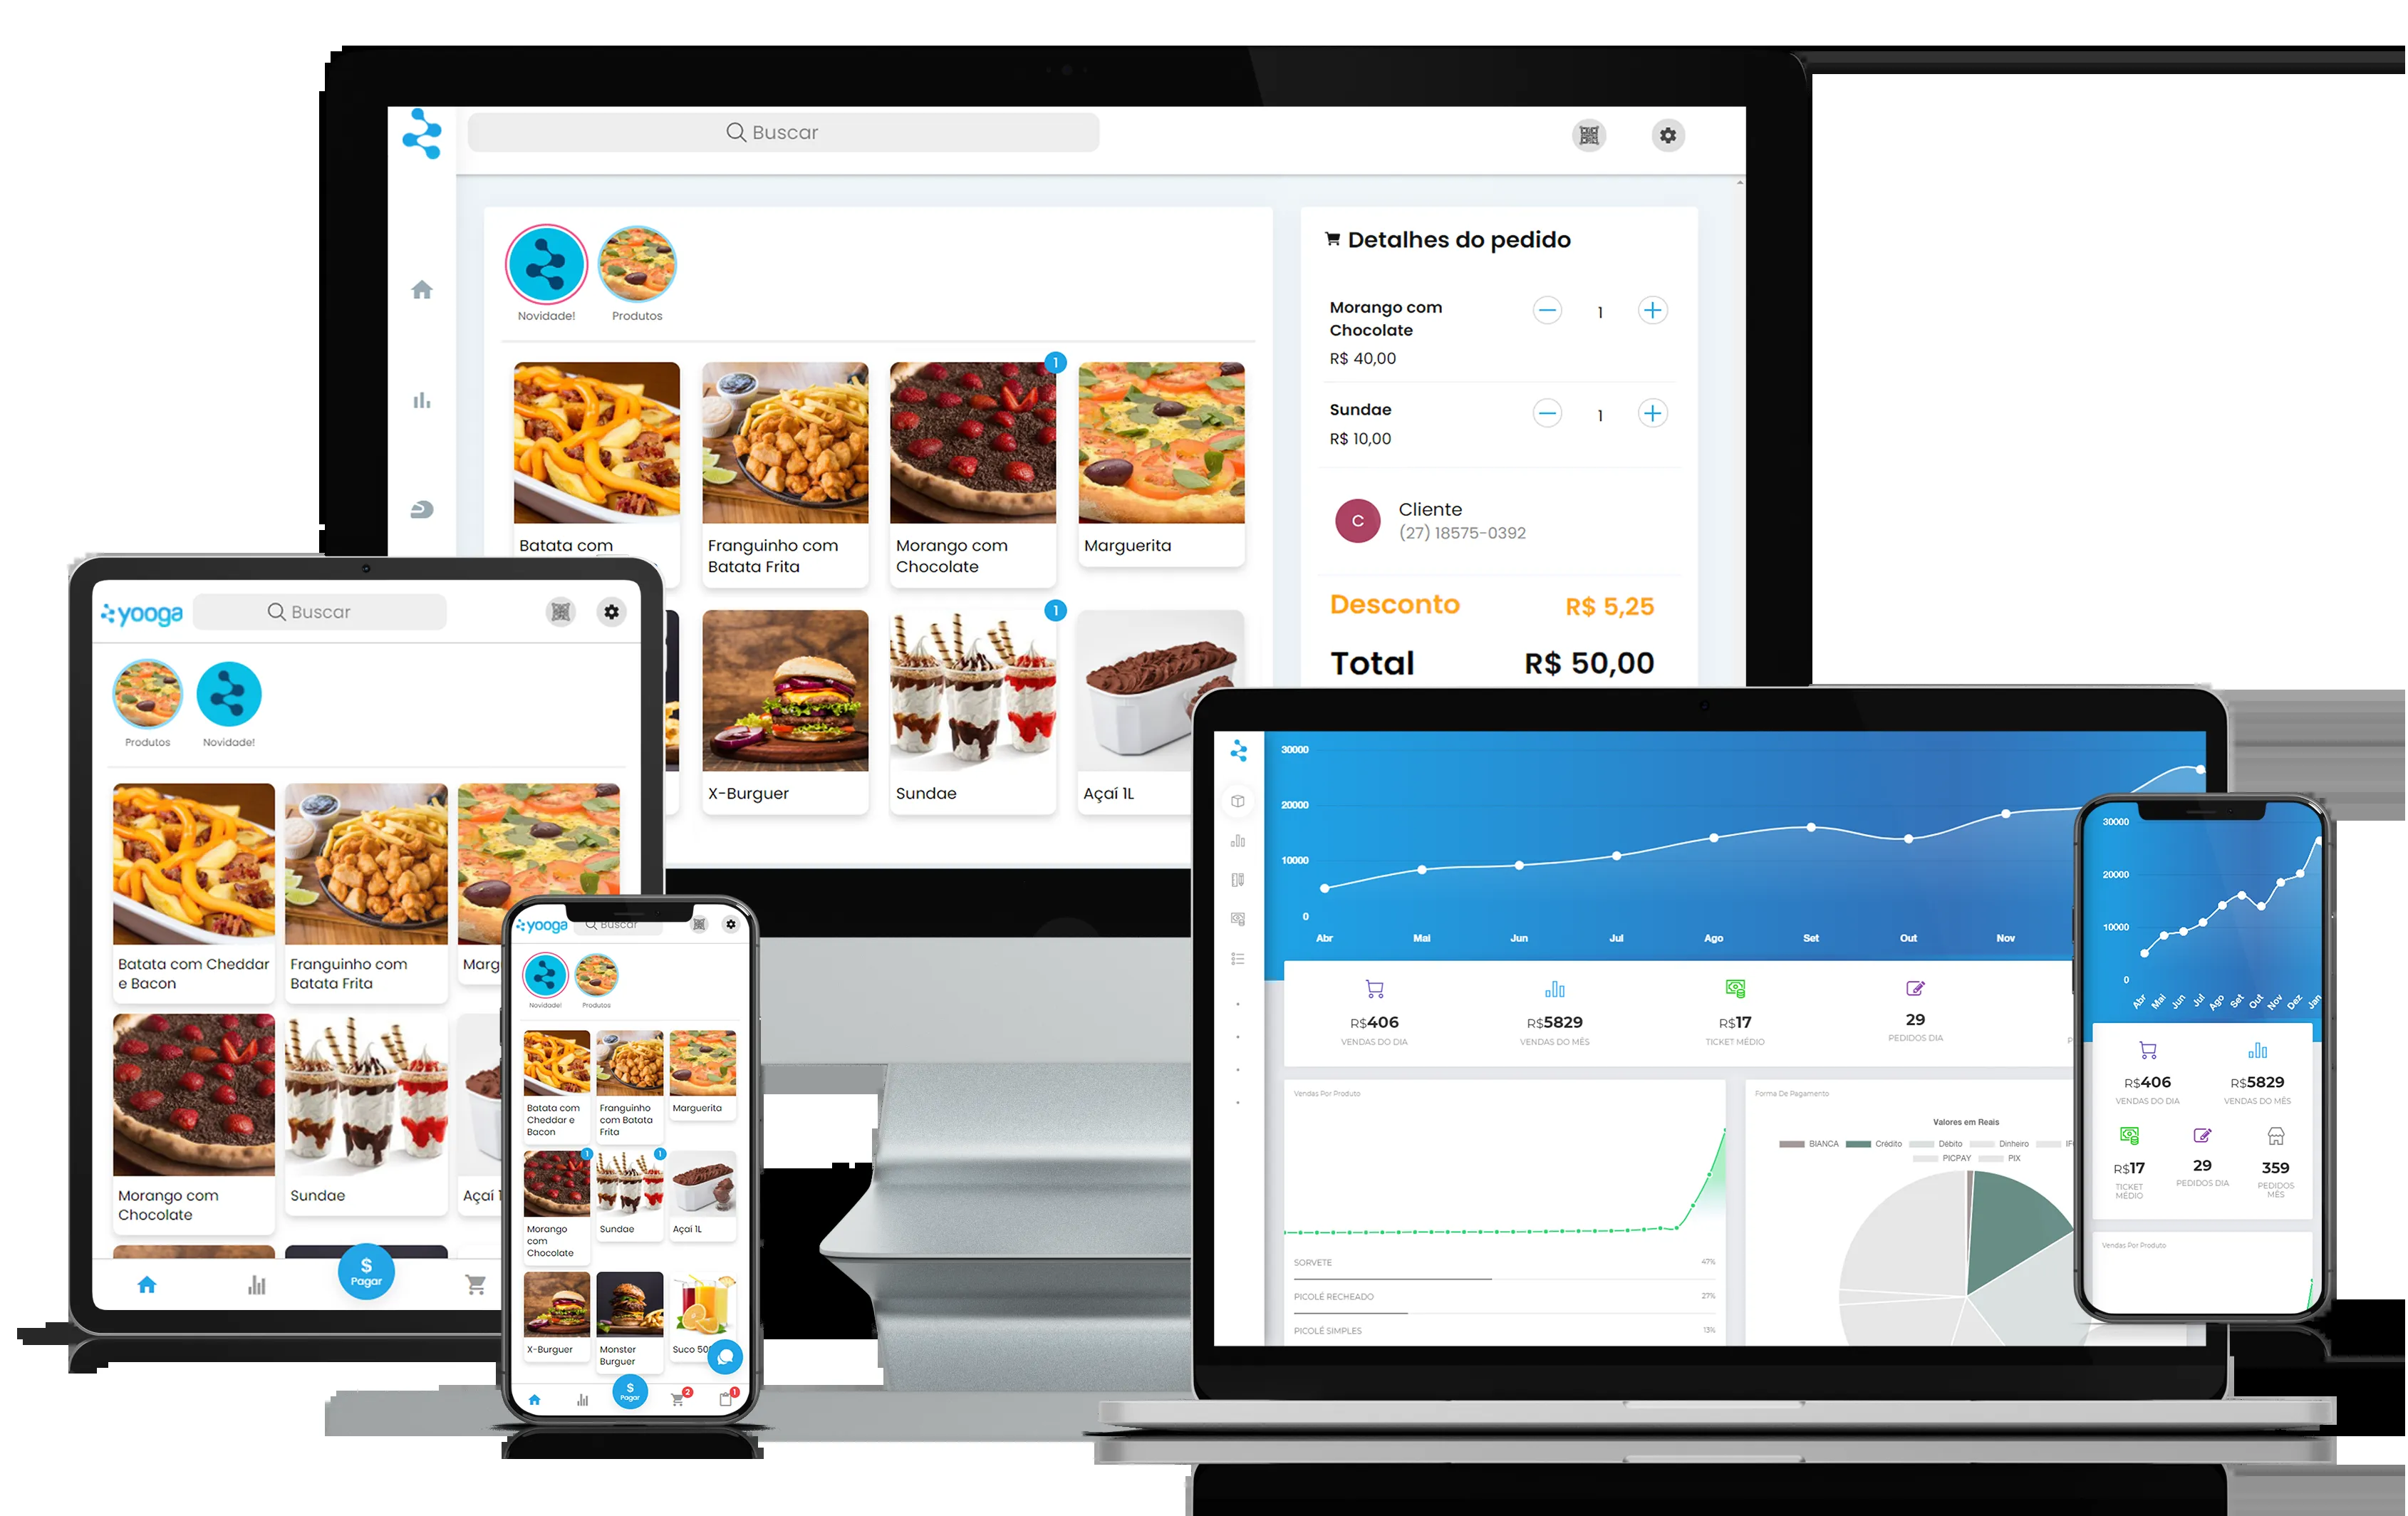 Buscar
Novidade!
Produtos
Batata com
Franguinho com
Batata Frita
Morango com
Chocolate
1
Marguerita
X-Burguer
Sundae
1
Açaí 1L
Detalhes do pedido
Morango com
Chocolate
R$ 40,00
1
Sundae
R$ 10,00
1
C
Cliente
(27) 18575-0392
Desconto R$ 5,25
Total R$ 50,00
yooga
Buscar
Produtos
Novidade!
Batata com Cheddar
e Bacon
Franguinho com
Batata Frita
Marg
Morango com
Chocolate
Sundae
Açaí 1
$
Pagar
yooga
Buscar
Novidade!
Produtos
Batata com
Cheddar e
Bacon
Franguinho
com Batata
Frita
Marguerita
1
Morango
com
Chocolate
1
Sundae
Açaí 1L
X-Burguer
Monster
Burguer
Suco 50
$
Pagar
2
1
30000
20000
10000
0
Abr Mai Jun Jul Ago Set Out Nov
R$406
VENDAS DO DIA
R$5829
VENDAS DO MÊS
R$17
TICKET MÉDIO
29
PEDIDOS DIA
P
Vendas Por Produto
SORVETE 47%
PICOLÉ RECHEADO 27%
PICOLÉ SIMPLES 13%
Forma De Pagamento
Valores em Reais
BIANCA Crédito Débito Dinheiro IF
PICPAY PIX
30000
20000
10000
0
Abr Mai Jun Jul Ago Set Out Nov Dez Jan
R$406
VENDAS DO DIA
R$5829
VENDAS DO MÊS
R$17
TICKET
MÉDIO
29
PEDIDOS DIA
359
PEDIDOS
MÊS
Vendas Por Produto